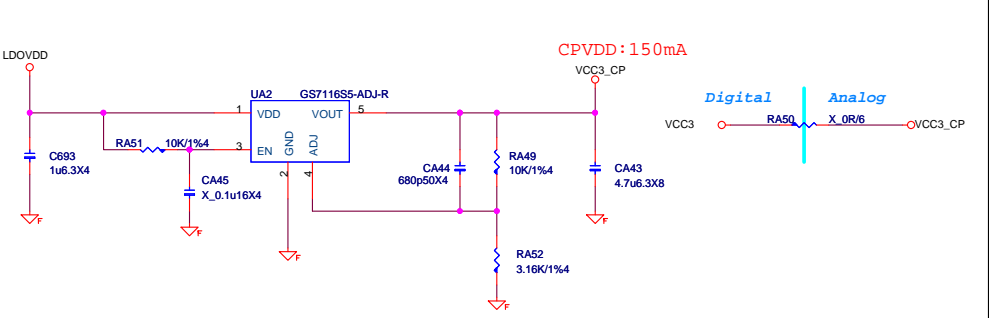 CPVDD:150mA
LDOVDD
VCC3_CP
UA2 GS7116S5-ADJ-R
Digital Analog
1 VDD VOUT 5
VCC3 RA50 X_0R/6 VCC3_CP
RA51 10K/1%4 3 EN GND ADJ
C693
1u6.3X4
CA44
680p50X4
RA49
10K/1%4
CA43
4.7u6.3X8
2 4
CA45
X_0.1u16X4
F F F F
RA52
3.16K/1%4
F